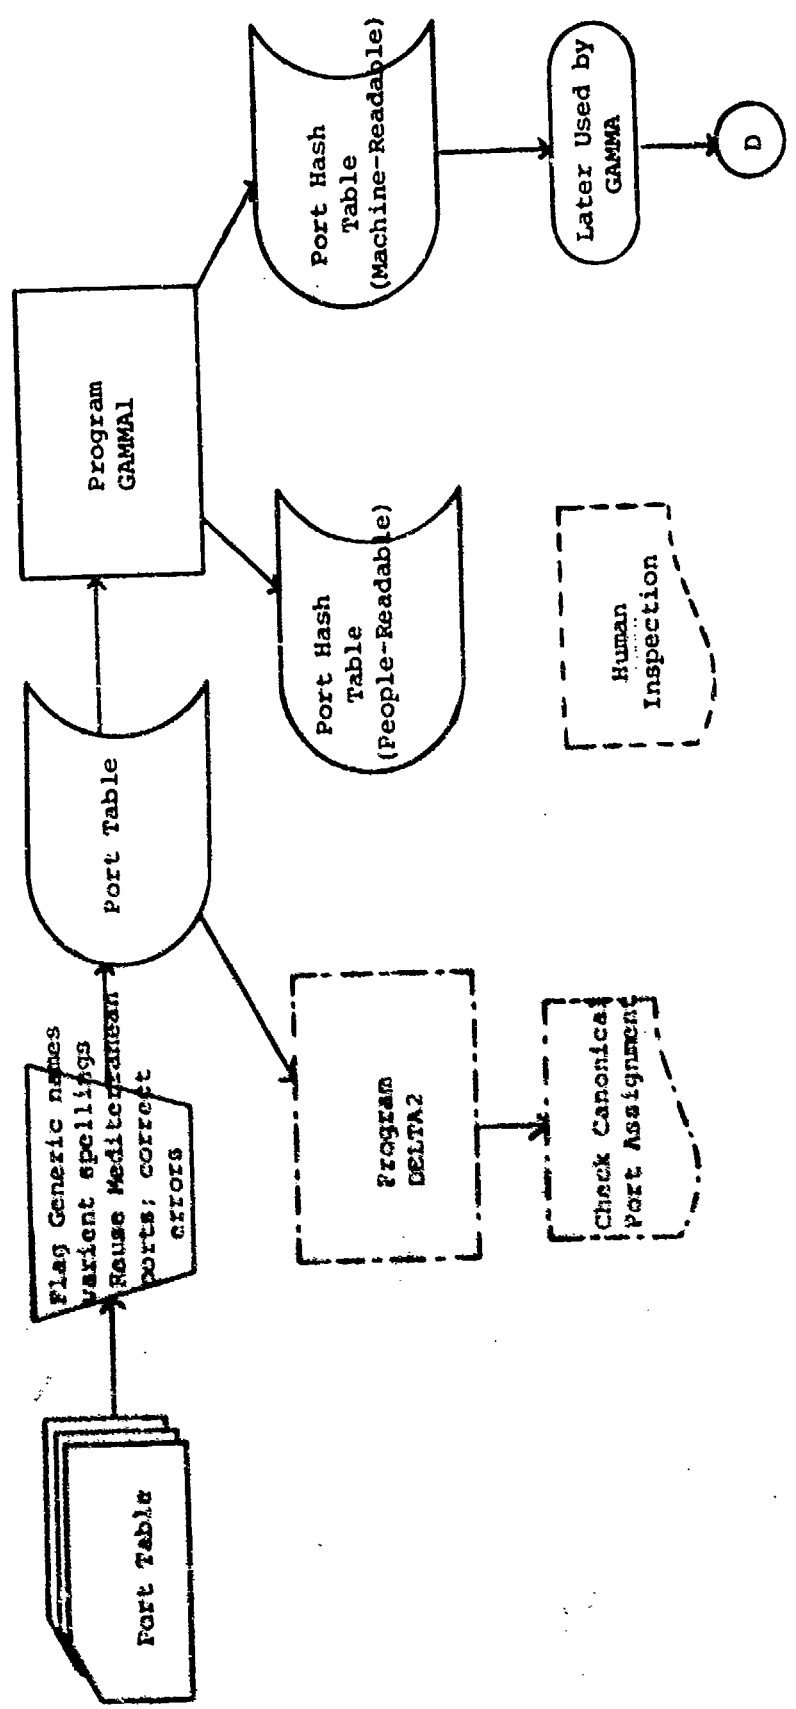 Port Table
Flag Generic names
varient spellings
Reuse Mediterranean
ports; correct
errors
Port Table
Program
GAMMA1
Port Hash
Table
(Machine-Readable)
Later Used by
GAMMA
D
Port Hash
Table
(People-Readable)
Human
Inspection
Program
DELTA2
Check Canonical
Port Assignment